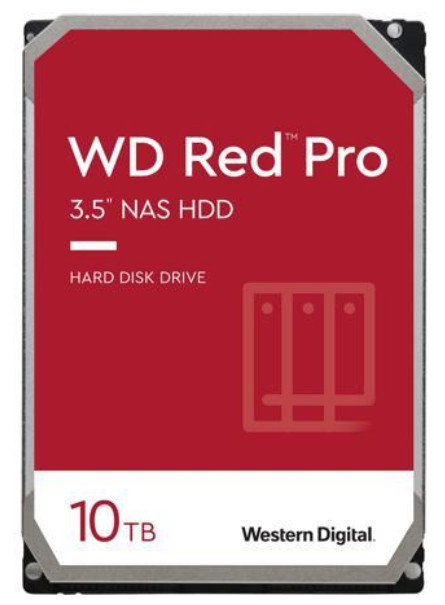 WD Red™ Pro
3.5" NAS HDD
HARD DISK DRIVE
10TB
Western Digital.